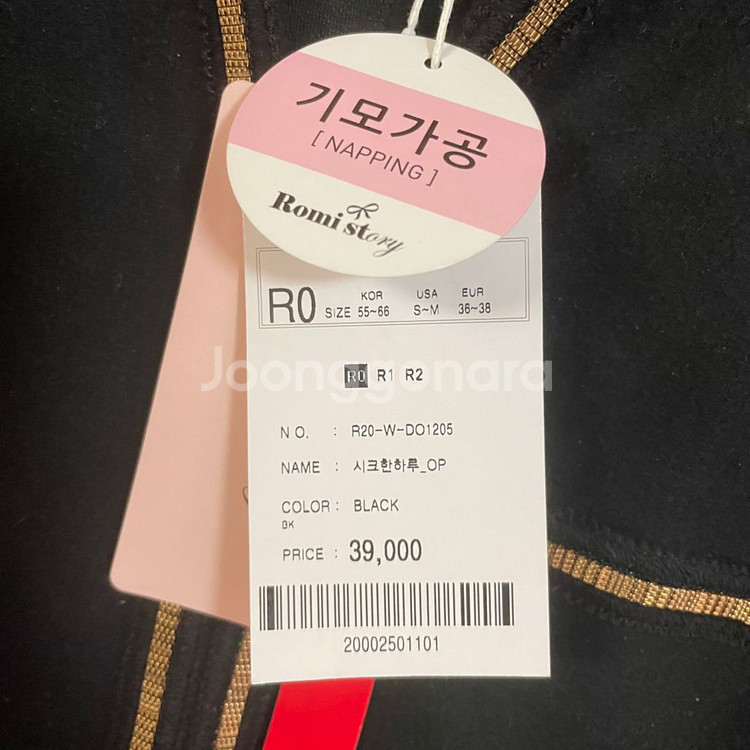 기모가공
[ NAPPING ]
Romi story
R0 SIZE KOR 55~66 USA S~M EUR 36~38
R0 R1 R2
Joonggonara
NO. : R20-W-DO1205
NAME : 시크한하루_OP
COLOR : BLACK
BK
PRICE : 39,000
20002501101